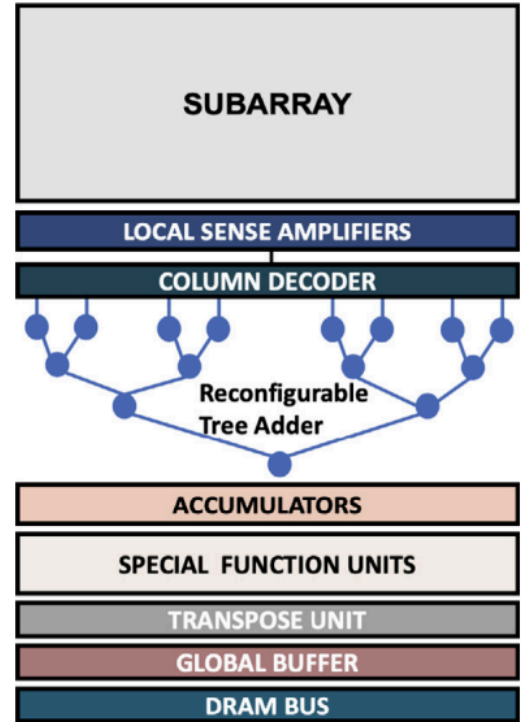 SUBARRAY
LOCAL SENSE AMPLIFIERS
COLUMN DECODER
Reconfigurable
Tree Adder
ACCUMULATORS
SPECIAL FUNCTION UNITS
TRANSPOSE UNIT
GLOBAL BUFFER
DRAM BUS